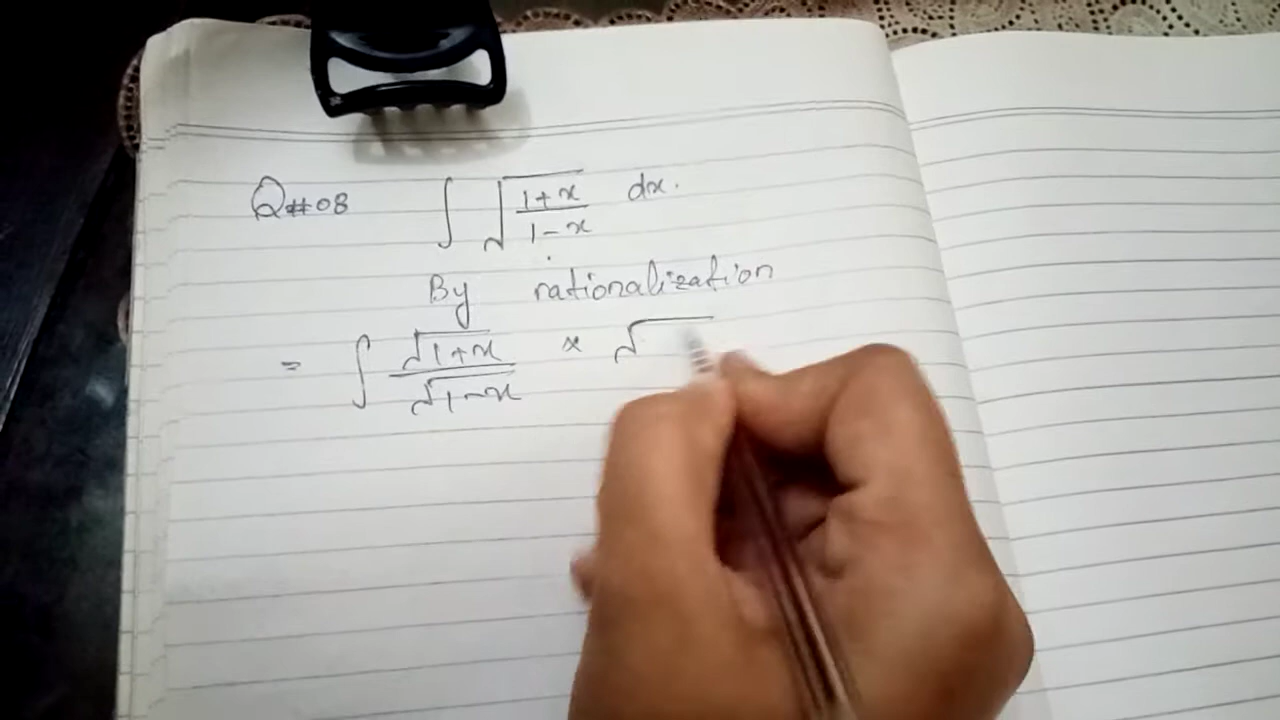 Q#08 ∫ √(1+x)/(1-x) dx.
By rationalization
= ∫ √1+x/√1-x × √